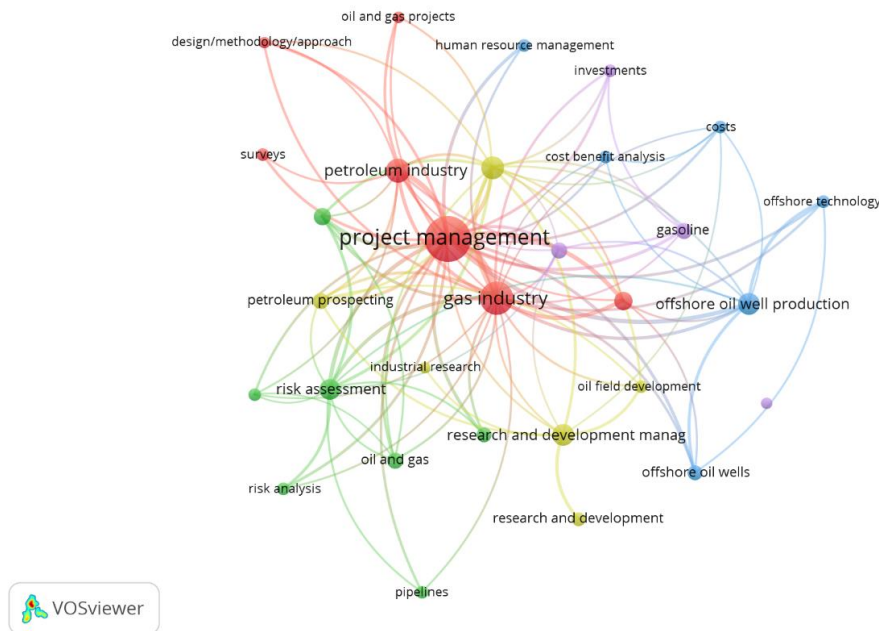 oil and gas projects
design/methodology/approach
human resource management
investments
costs
surveys
cost benefit analysis
petroleum industry
offshore technology
project management
gasoline
petroleum prospecting
gas industry
offshore oil well production
industrial research
risk assessment
oil field development
research and development manag
oil and gas
offshore oil wells
risk analysis
research and development
pipelines
VOSviewer